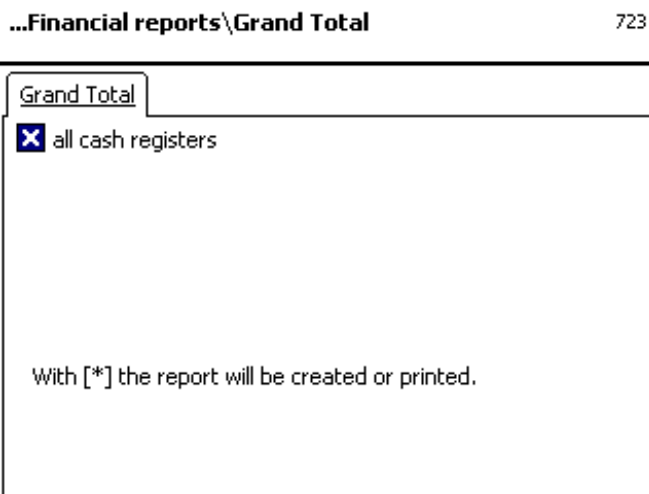 ...Financial reports\Grand Total 723
Grand Total
all cash registers
With [*] the report will be created or printed.